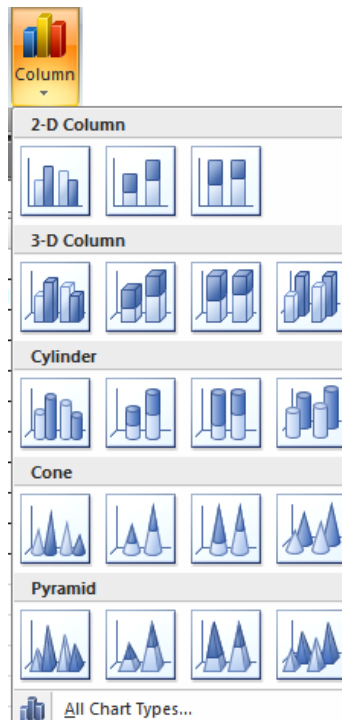 Column
2-D Column
3-D Column
Cylinder
Cone
Pyramid
All Chart Types...